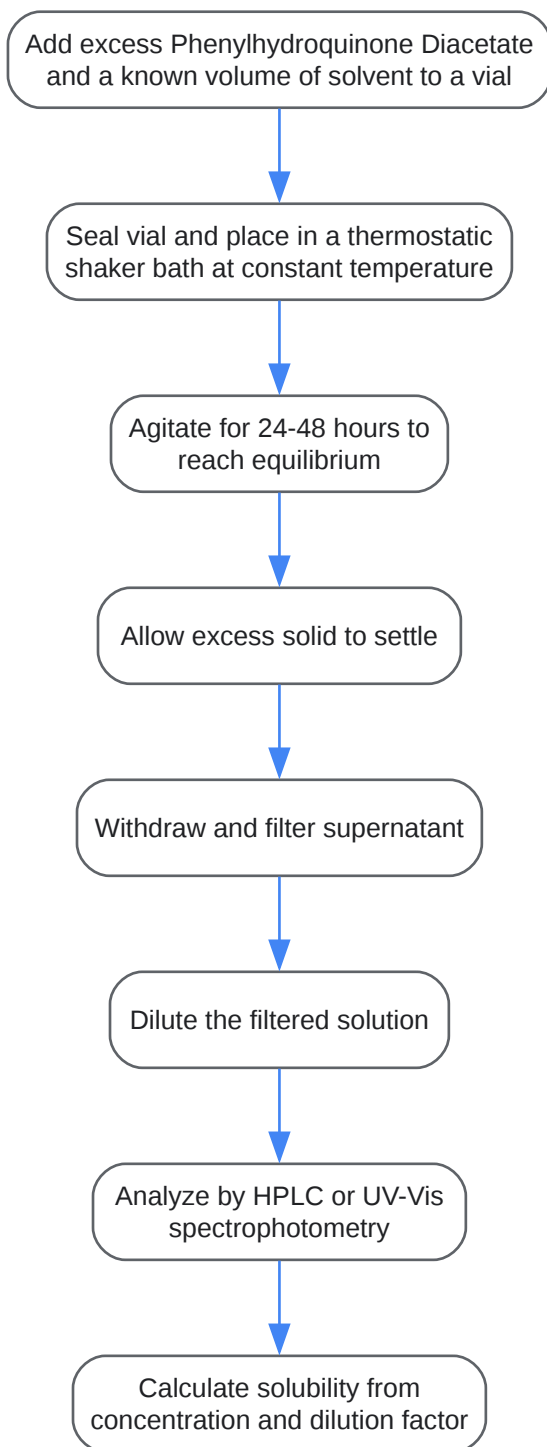 Add excess Phenylhydroquinone Diacetate
and a known volume of solvent to a vial
Seal vial and place in a thermostatic
shaker bath at constant temperature
Agitate for 24-48 hours to
reach equilibrium
Allow excess solid to settle
Withdraw and filter supernatant
Dilute the filtered solution
Analyze by HPLC or UV-Vis
spectrophotometry
Calculate solubility from
concentration and dilution factor